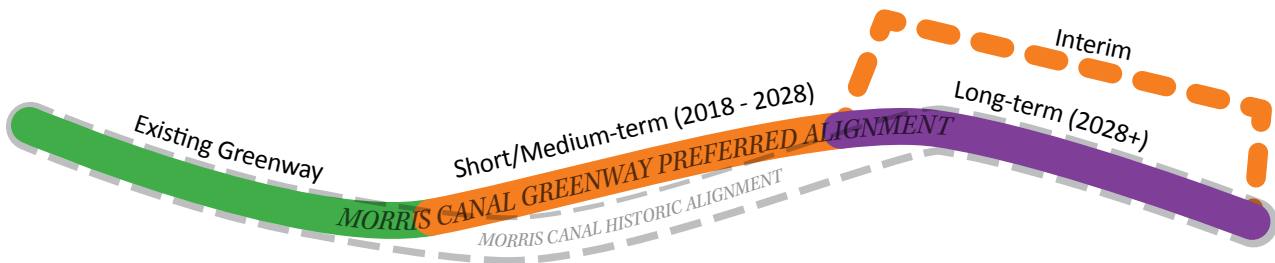 Existing Greenway
Short/Medium-term (2018 - 2028)
Interim
Long-term (2028+)
MORRIS CANAL GREENWAY PREFERRED ALIGNMENT
MORRIS CANAL HISTORIC ALIGNMENT